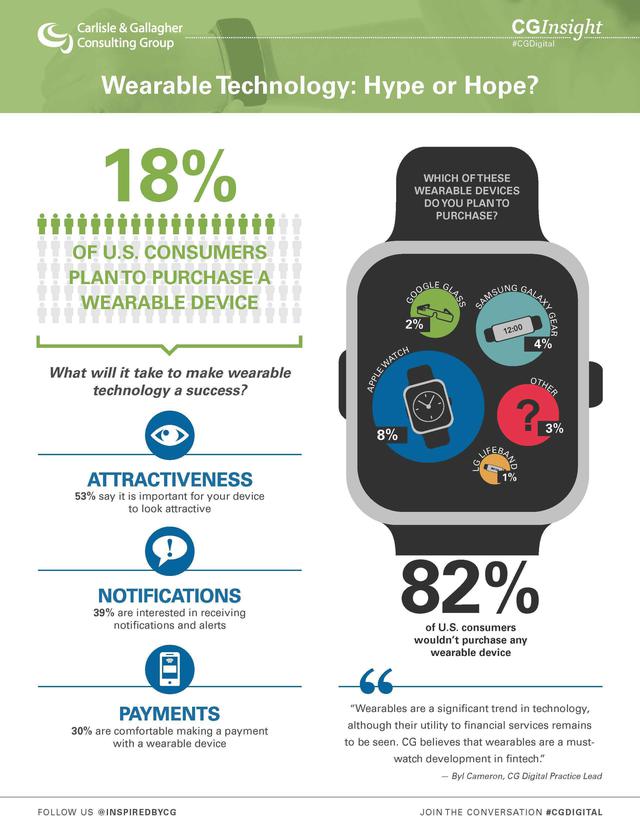 Carlisle & Gallagher
Consulting Group
CGInsight
#CGDigital
Wearable Technology: Hype or Hope?
18%
OF U.S. CONSUMERS
PLAN TO PURCHASE A
WEARABLE DEVICE
What will it take to make wearable
technology a success?
ATTRACTIVENESS
53% say it is important for your device
to look attractive
NOTIFICATIONS
39% are interested in receiving
notifications and alerts
PAYMENTS
30% are comfortable making a payment
with a wearable device
WHICH OF THESE
WEARABLE DEVICES
DO YOU PLAN TO
PURCHASE?
GOOGLE GLASS
2%
SAMSUNG GALAXY GEAR
12:00
4%
APPLE WATCH
8%
OTHER
?
3%
LG LIFEBAND
1%
82%
of U.S. consumers
wouldn't purchase any
wearable device
"Wearables are a significant trend in technology,
although their utility to financial services remains
to be seen. CG believes that wearables are a must-
watch development in fintech."
— Byl Cameron, CG Digital Practice Lead
FOLLOW US @INSPIREDBYCG
JOIN THE CONVERSATION #CGDIGITAL